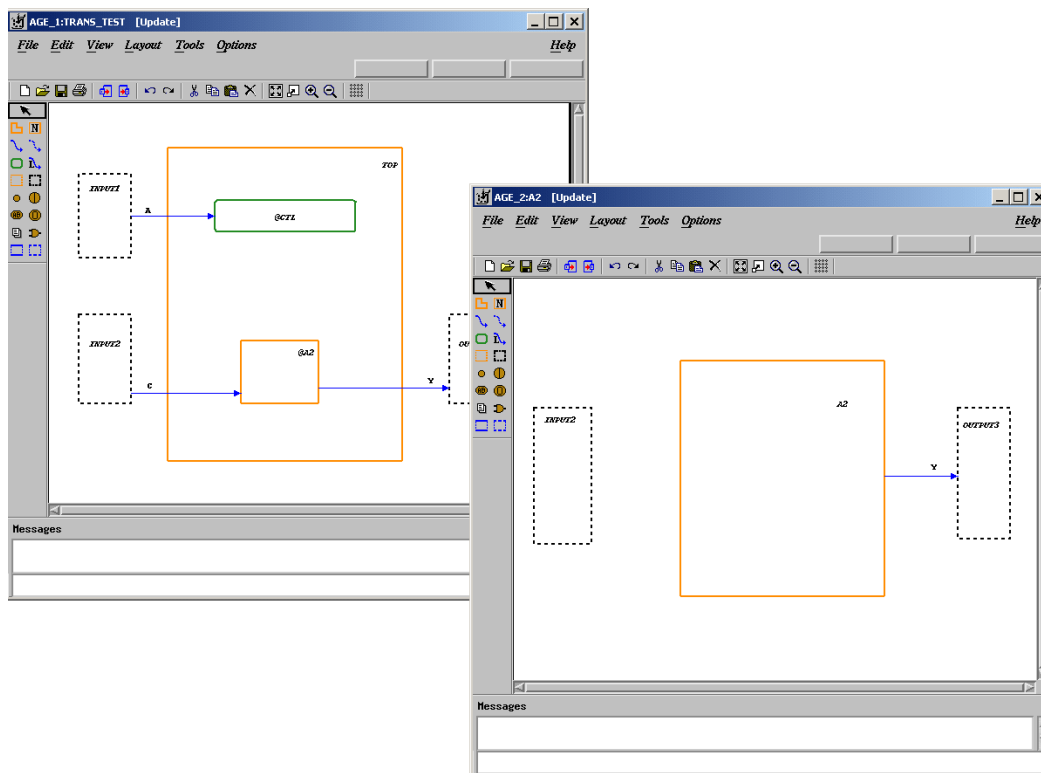 AGE_1:TRANS_TEST [Update]
File Edit View Layout Tools Options Help
N
TOP
INPUT1
A
@CTL
INPUT2
@A2
C
Y
OU
Messages
AGE_2:A2 [Update]
File Edit View Layout Tools Options Help
N
A2
INPUT2
OUTPUT3
Y
Messages